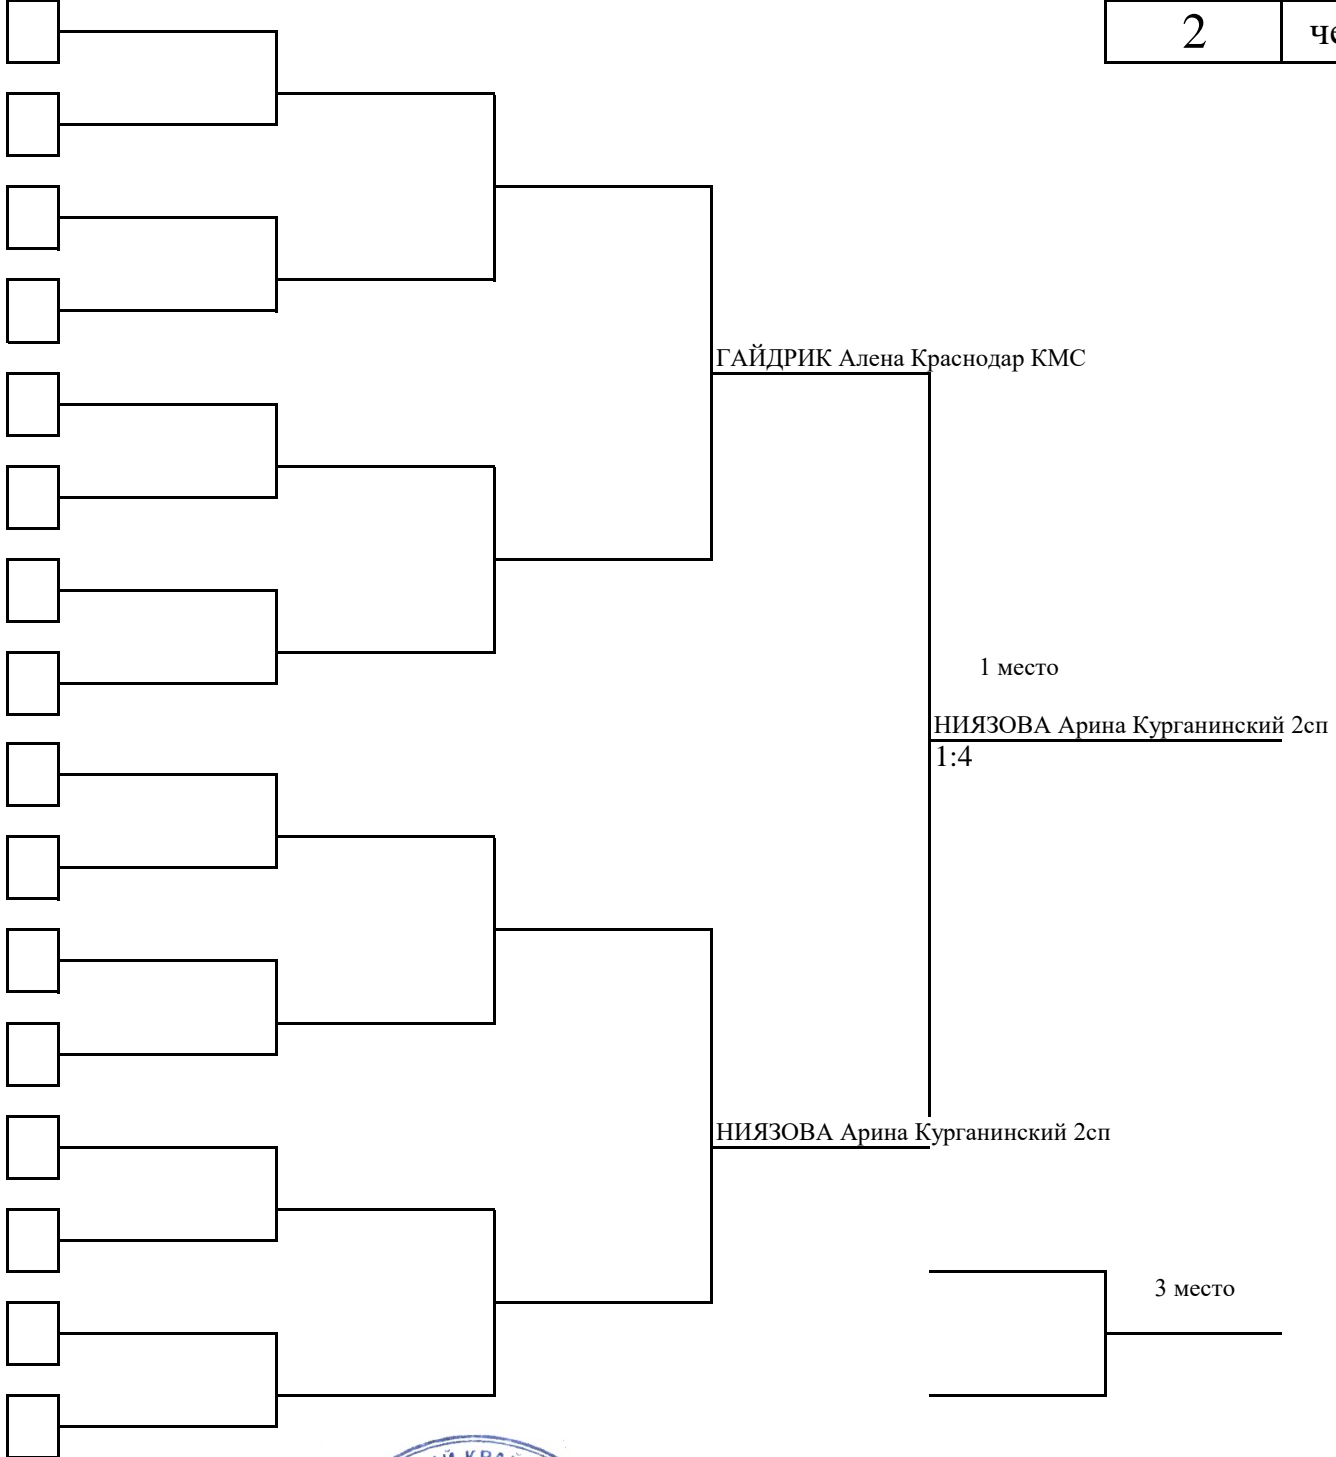 2
ГАЙДРИК Алена Краснодар КМС
1 место
НИЯЗОВА Арина Курганинский 2сп
1:4
НИЯЗОВА Арина Курганинский 2сп
3 место